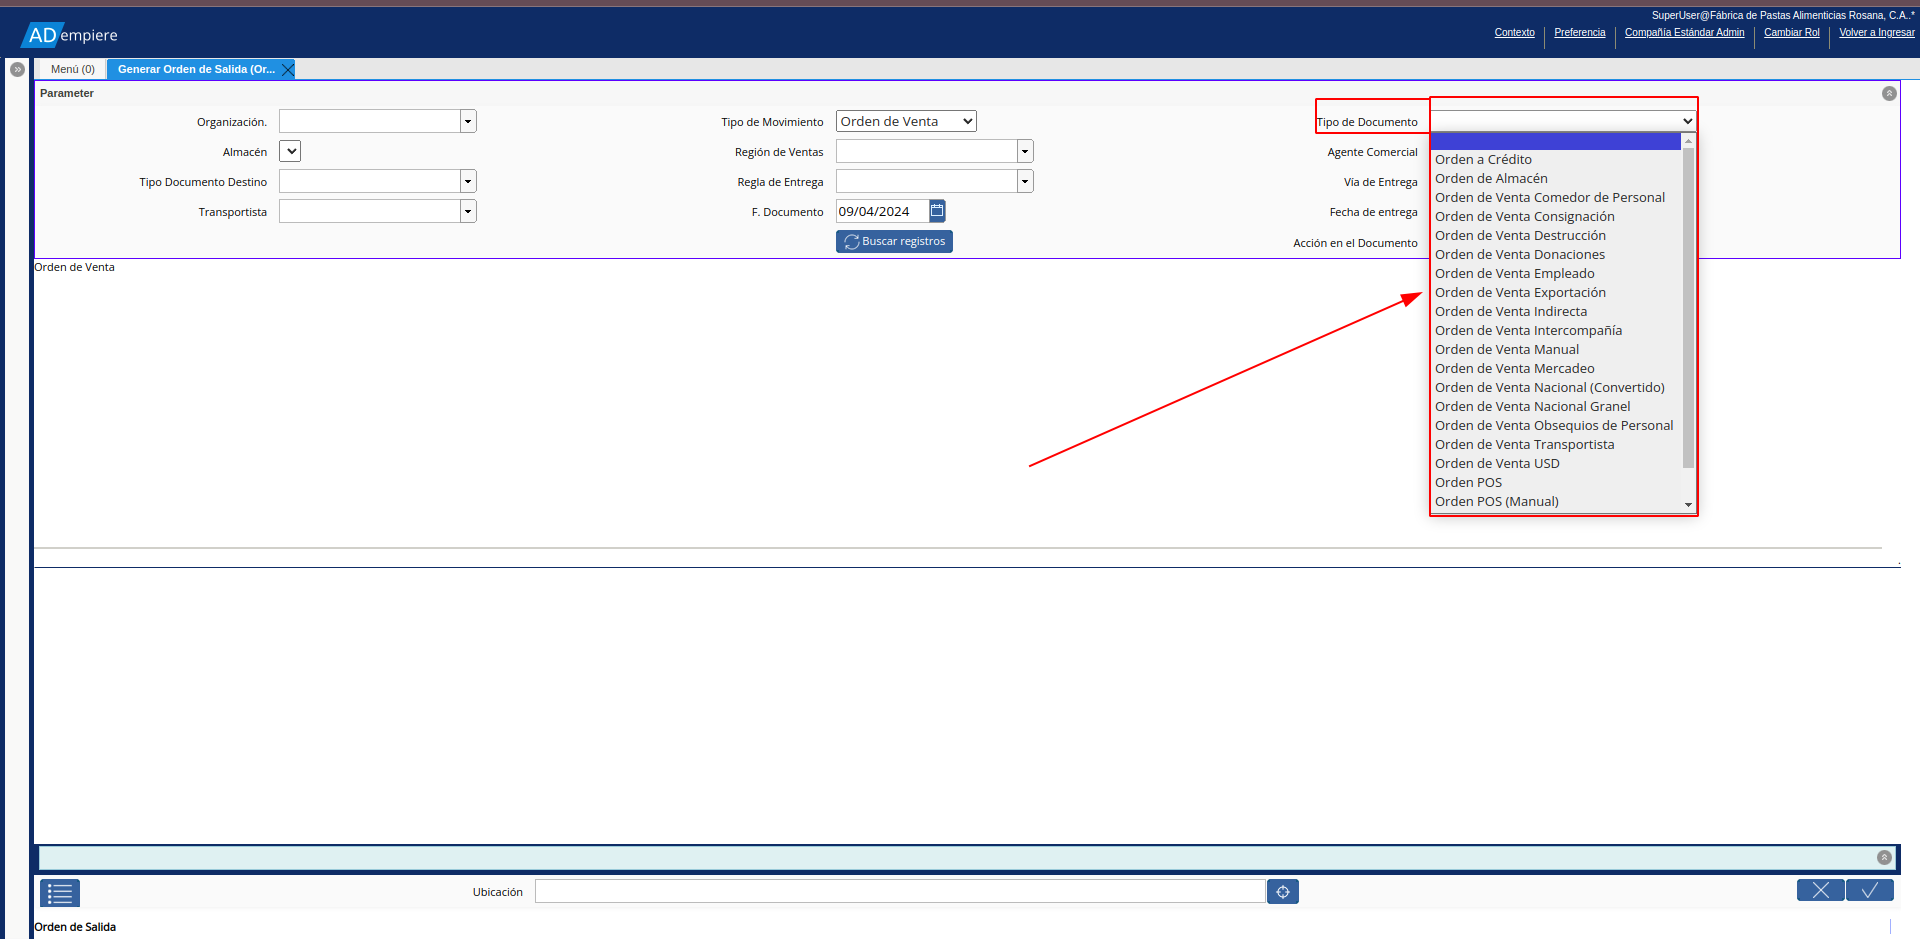 SuperUser@Fábrica de Pastas Alimenticias Rosana, C.A..*
ADempiere
Contexto
Preferencia
Compañía Estándar Admin
Cambiar Rol
Volver a Ingresar
Menú (0)
Generar Orden de Salida (Or...
Parameter
Organización.
Tipo de Movimiento
Orden de Venta
Tipo de Documento
Almacén
Región de Ventas
Agente Comercial
Tipo Documento Destino
Regla de Entrega
Vía de Entrega
Transportista
F. Documento
09/04/2024
Fecha de entrega
Buscar registros
Acción en el Documento
Orden a Crédito
Orden de Almacén
Orden de Venta Comedor de Personal
Orden de Venta Consignación
Orden de Venta Destrucción
Orden de Venta Donaciones
Orden de Venta Empleado
Orden de Venta Exportación
Orden de Venta Indirecta
Orden de Venta Intercompañía
Orden de Venta Manual
Orden de Venta Mercadeo
Orden de Venta Nacional (Convertido)
Orden de Venta Nacional Granel
Orden de Venta Obsequios de Personal
Orden de Venta Transportista
Orden de Venta USD
Orden POS
Orden POS (Manual)
Orden de Venta
.
Ubicación
Orden de Salida